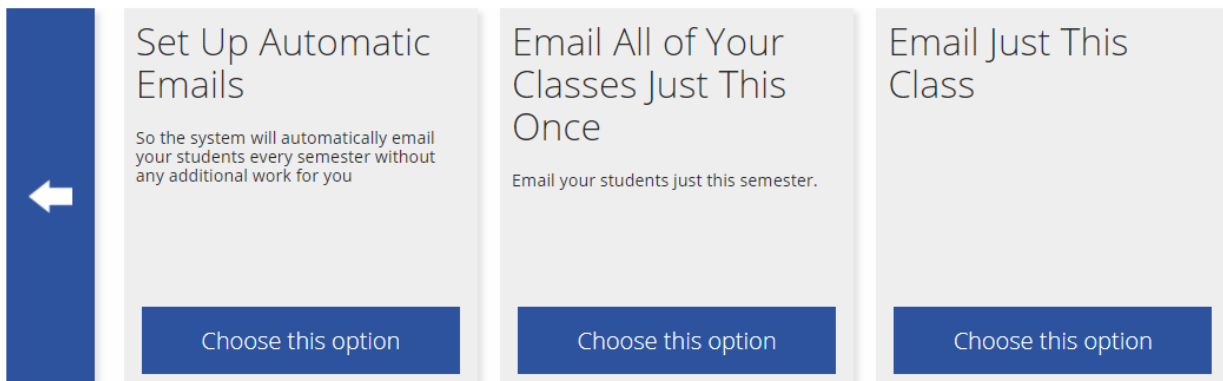 Set Up Automatic
Emails
So the system will automatically email
your students every semester without
any additional work for you
Choose this option
Email All of Your
Classes Just This
Once
Email your students just this semester.
Choose this option
Email Just This
Class
Choose this option